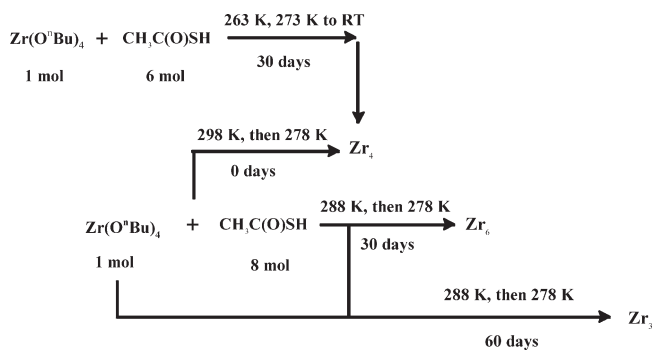 263 K, 273 K to RT
Zr(OⁿBu)₄ + CH₃C(O)SH
30 days
1 mol 6 mol
298 K, then 278 K
Zr₄
0 days
288 K, then 278 K
Zr(OⁿBu)₄ + CH₃C(O)SH
Zr₆
30 days
1 mol
8 mol
288 K, then 278 K
Zr₃
60 days